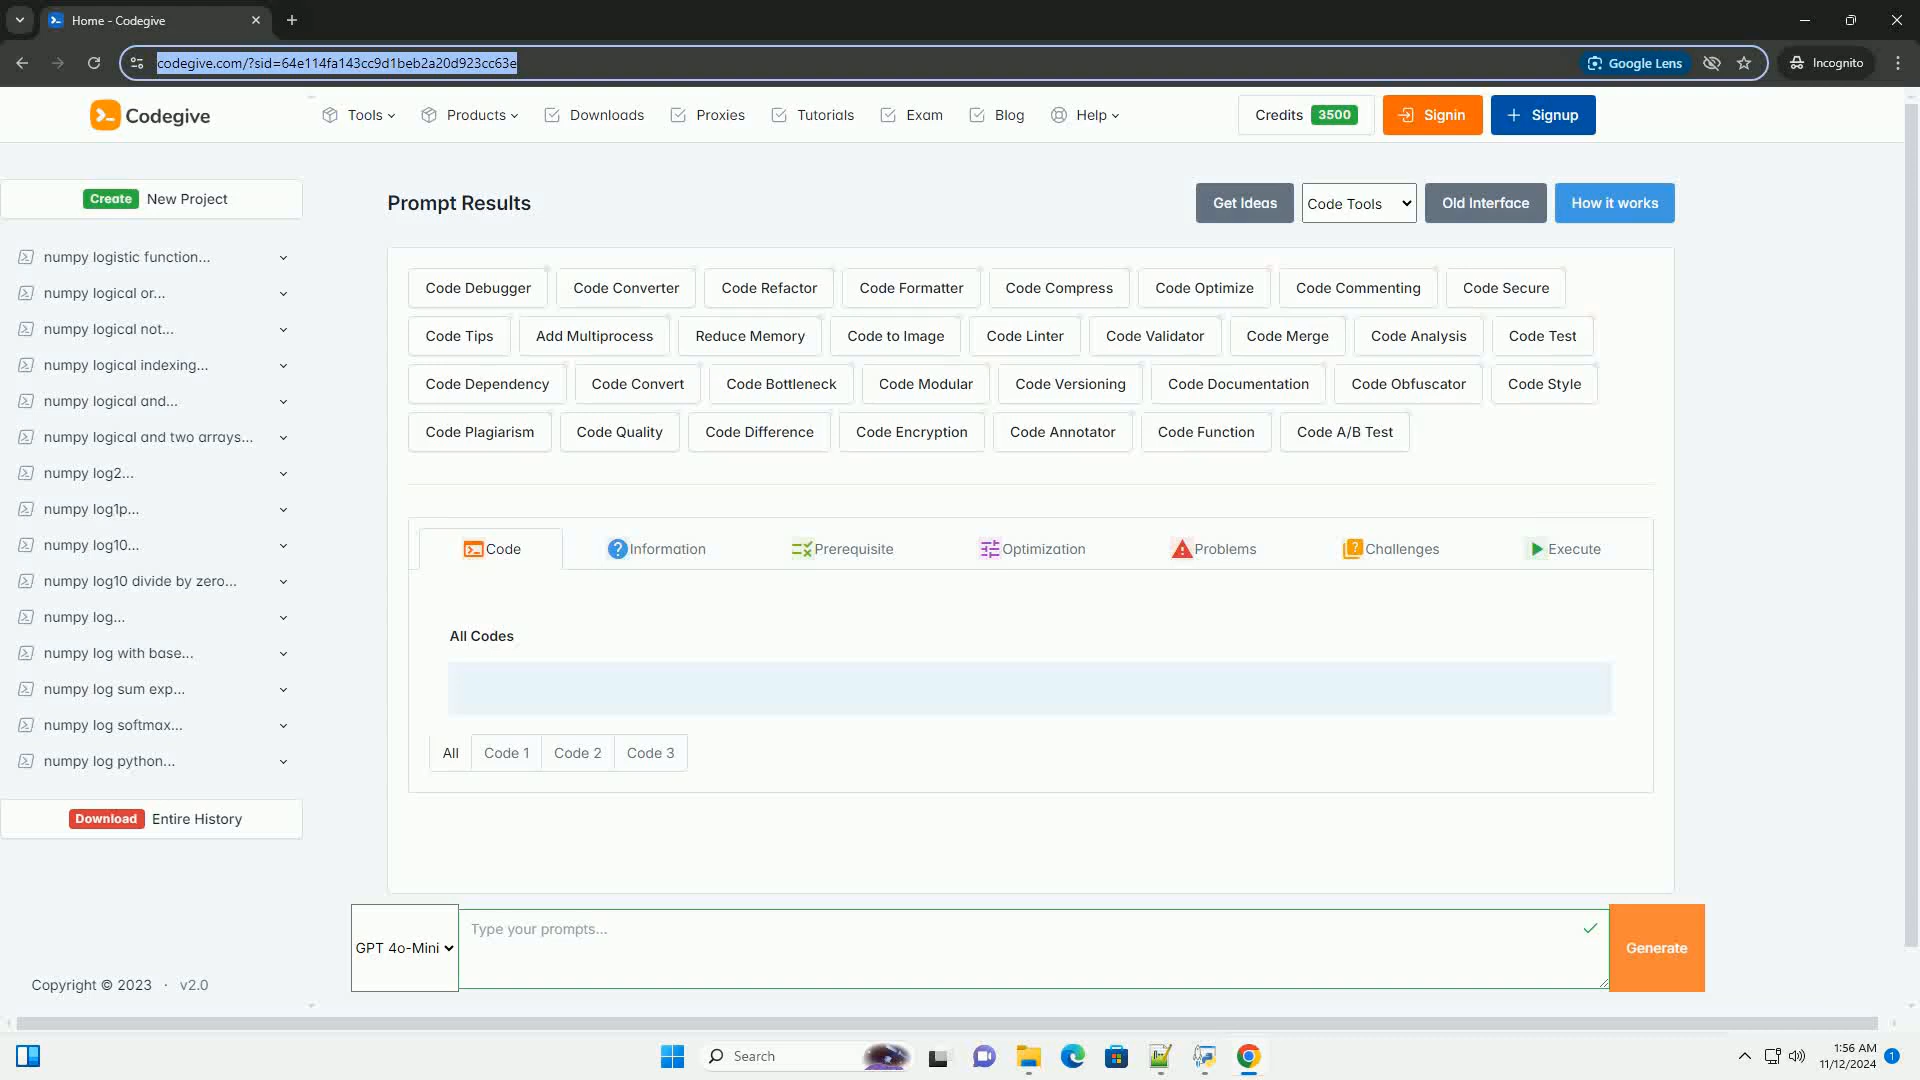 Home - Codegive
codegive.com/?sid=64e114fa143cc9d1beb2a20d923cc63e
Google Lens
Incognito
Codegive
Tools
Products
Downloads
Proxies
Tutorials
Exam
Blog
Help
Credits 3500
Signin
Signup
Create New Project
numpy logistic function...
numpy logical or...
numpy logical not...
numpy logical indexing...
numpy logical and...
numpy logical and two arrays...
numpy log2...
numpy log1p...
numpy log10...
numpy log10 divide by zero...
numpy log...
numpy log with base...
numpy log sum exp...
numpy log softmax...
numpy log python...
Download Entire History
Copyright © 2023 · v2.0
Prompt Results
Get Ideas
Code Tools
Old Interface
How it works
Code Debugger
Code Converter
Code Refactor
Code Formatter
Code Compress
Code Optimize
Code Commenting
Code Secure
Code Tips
Add Multiprocess
Reduce Memory
Code to Image
Code Linter
Code Validator
Code Merge
Code Analysis
Code Test
Code Dependency
Code Convert
Code Bottleneck
Code Modular
Code Versioning
Code Documentation
Code Obfuscator
Code Style
Code Plagiarism
Code Quality
Code Difference
Code Encryption
Code Annotator
Code Function
Code A/B Test
Code
Information
Prerequisite
Optimization
Problems
Challenges
Execute
All Codes
All
Code 1
Code 2
Code 3
GPT 4o-Mini
Type your prompts...
Generate
Search
1:56 AM
11/12/2024
1